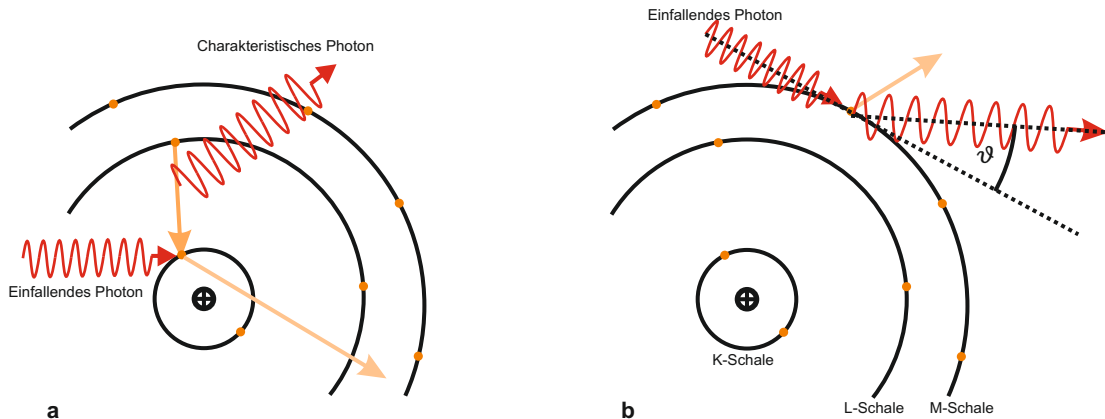 Charakteristisches Photon
Einfallendes Photon
a
Einfallendes Photon
ϑ
K-Schale
L-Schale
M-Schale
b